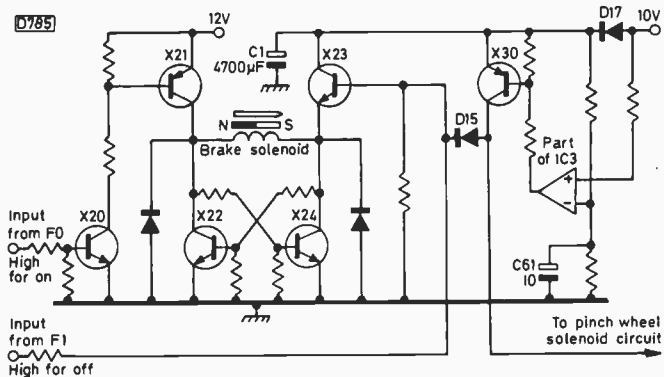 D785
12V
D17
10V
X21
C1
4700µF
X23
X30
N
S
Brake solenoid
D15
Part
of IC3
+
-
Input
from F0
X20
X22
X24
High
for on
C61
10
Input
from F1
High for off
To pinch wheel
solenoid circuit